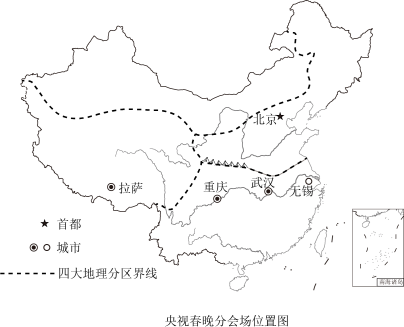 北京
拉萨
重庆
武汉
无锡
首都
城市
四大地理分区界线
南海诸岛
央视春晚分会场位置图